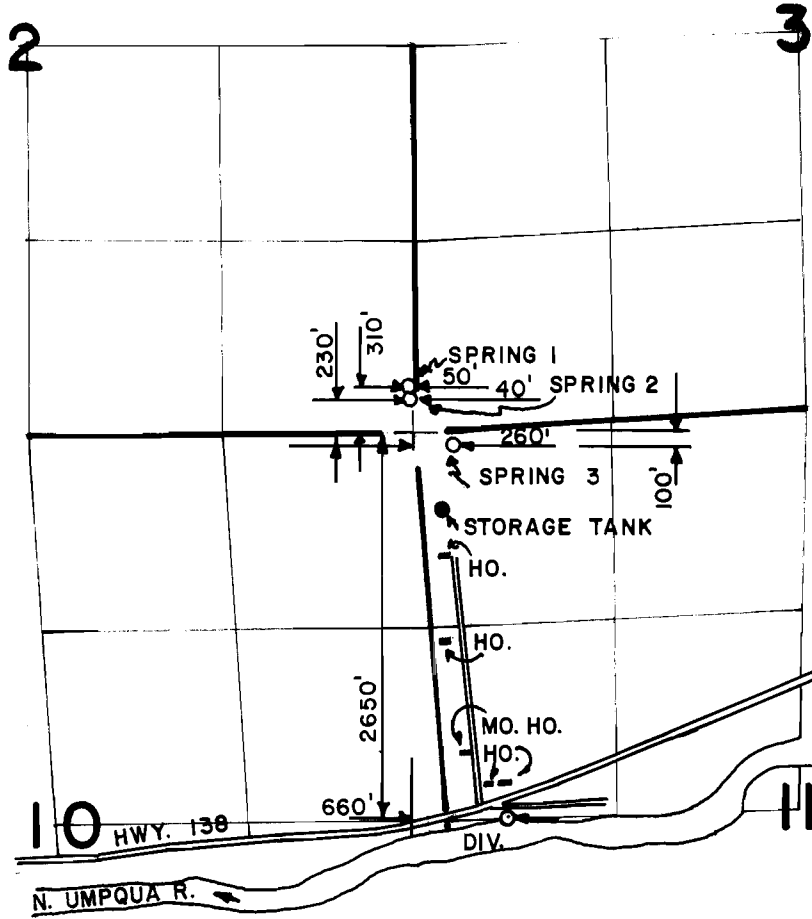 2
3
230'
310'
SPRING 1
50'
40'
SPRING 2
260'
100'
SPRING 3
STORAGE TANK
HO.
HO.
2650'
MO. HO.
HO.
660'
10
HWY. 138
DIV.
11
N. UMPQUA R.